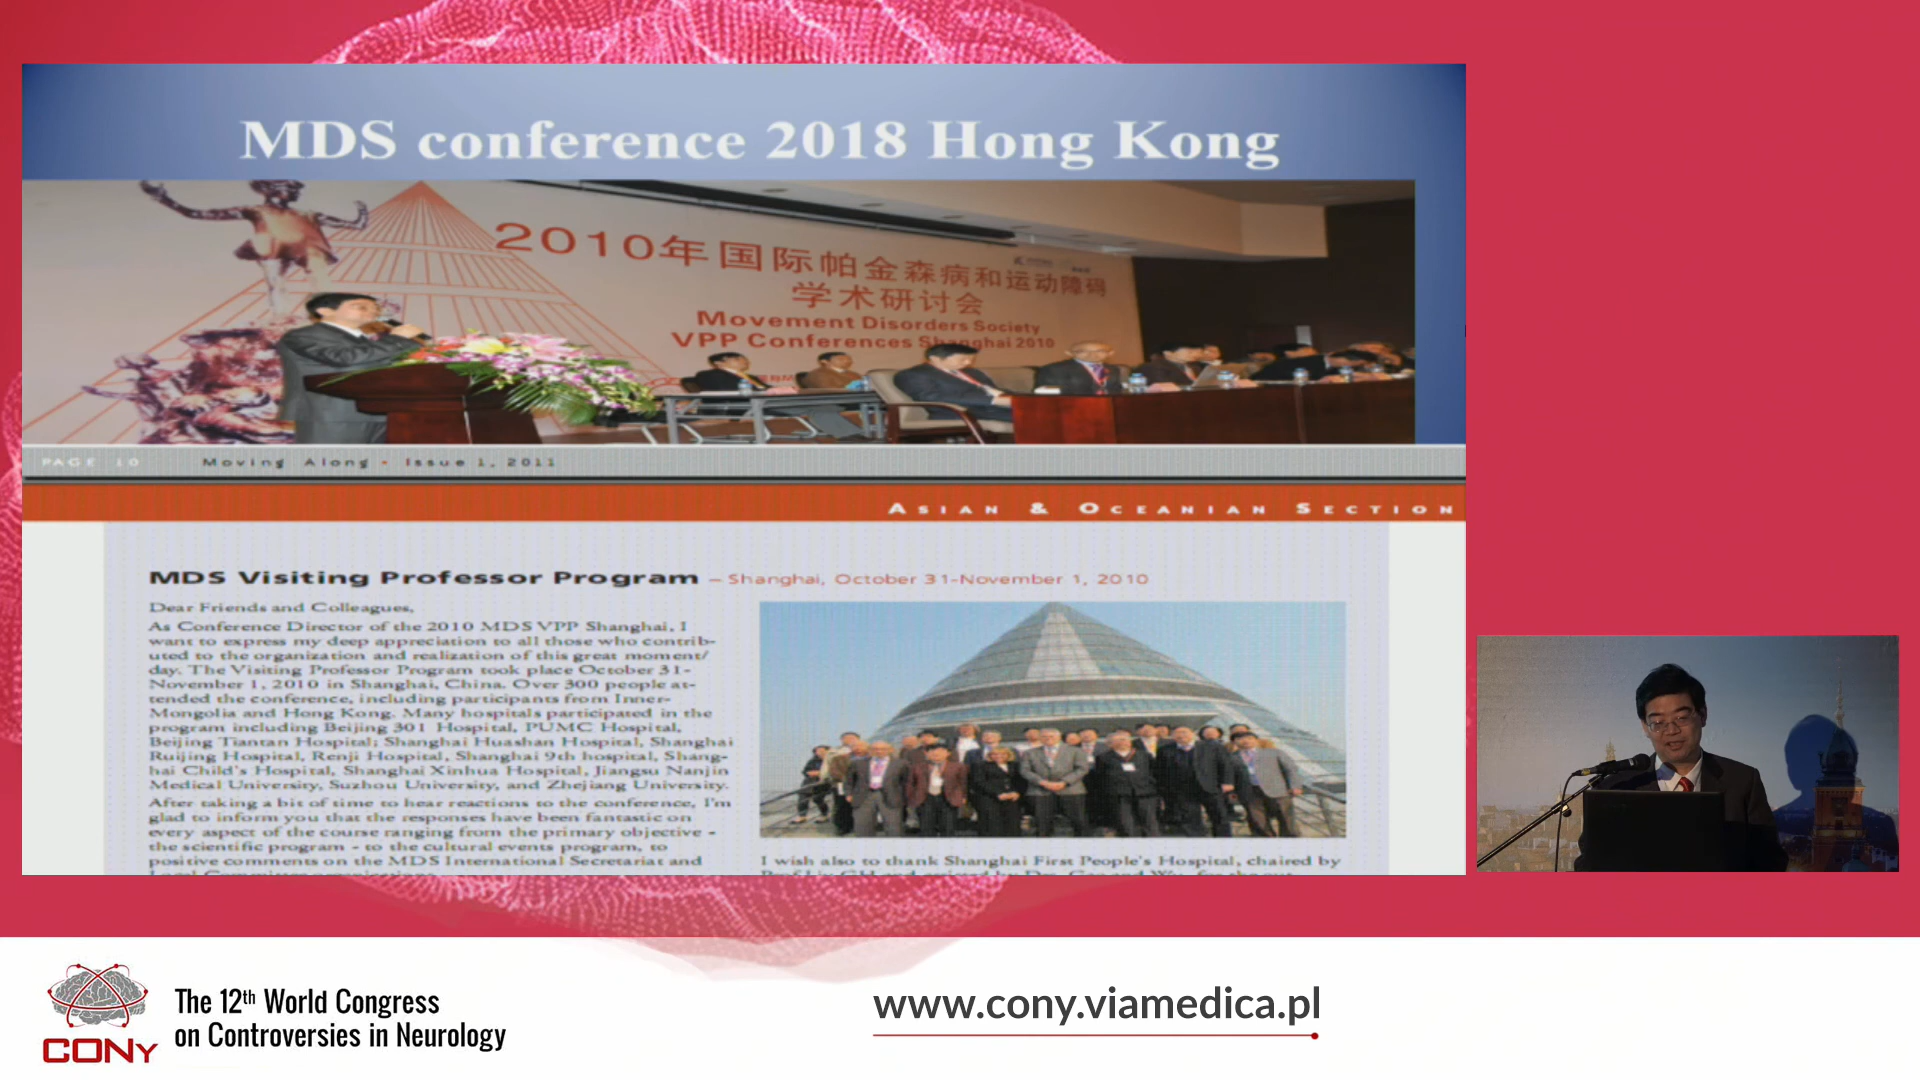 MDS conference 2018 Hong Kong
2010年国际帕金森病和运动障碍
学术研讨会
Movement Disorders Society
VPP Conferences Shanghai 2010
PAGE 10 Moving Along • Issue 1, 2011
ASIAN & OCEANIAN SECTION
MDS Visiting Professor Program – Shanghai, October 31-November 1, 2010
Dear Friends and Colleagues,
As Conference Director of the 2010 MDS VPP Shanghai, I
want to express my deep appreciation to all those who contrib-
uted to the organization and realization of this great moment/
day. The Visiting Professor Program took place October 31-
November 1, 2010 in Shanghai, China. Over 300 people at-
tended the conference, including participants from Inner-
Mongolia and Hong Kong. Many hospitals participated in the
program including Beijing 301 Hospital, PUMC Hospital,
Beijing Tiantan Hospital; Shanghai Huashan Hospital, Shanghai
Ruijing Hospital, Renji Hospital, Shanghai 9th hospital, Shang-
hai Child's Hospital, Shanghai Xinhua Hospital, Jiangsu Nanjin
Medical University, Suzhou University, and Zhejiang University.
After taking a bit of time to hear reactions to the conference, I'm
glad to inform you that the responses have been fantastic on
every aspect of the course ranging from the primary objective -
the scientific program - to the cultural events program, to
positive comments on the MDS International Secretariat and
I wish also to thank Shanghai First People's Hospital, chaired by
CONy
The 12th World Congress
on Controversies in Neurology
www.cony.viamedica.pl